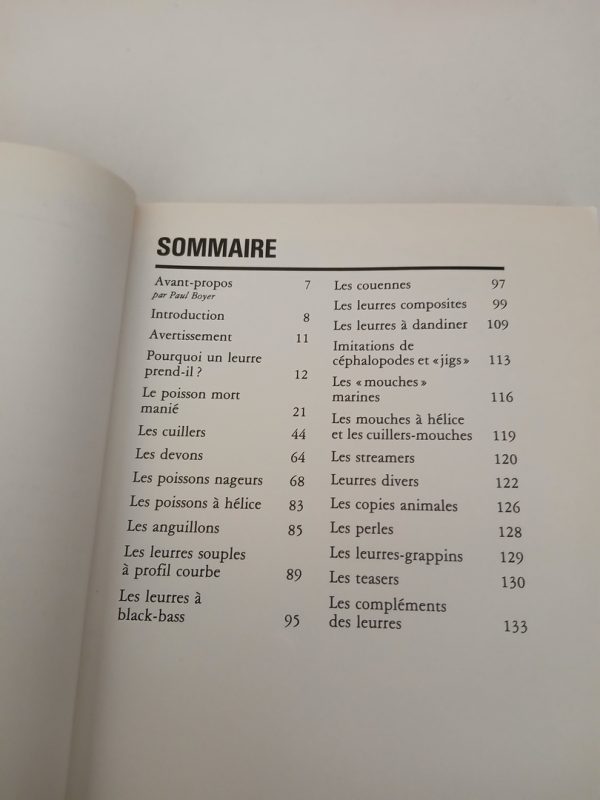 SOMMAIRE
Avant-propos 7
par Paul Boyer
Introduction 8
Avertissement 11
Pourquoi un leurre
prend-il ? 12
Le poisson mort
manié 21
Les cuillers 44
Les devons 64
Les poissons nageurs 68
Les poissons à hélice 83
Les anguillons 85
Les leurres souples
à profil courbe 89
Les leurres à
black-bass 95
Les couennes 97
Les leurres composites 99
Les leurres à dandiner 109
Imitations de
céphalopodes et «jigs» 113
Les « mouches »
marines 116
Les mouches à hélice
et les cuillers-mouches 119
Les streamers 120
Leurres divers 122
Les copies animales 126
Les perles 128
Les leurres-grappins 129
Les teasers 130
Les compléments
des leurres 133